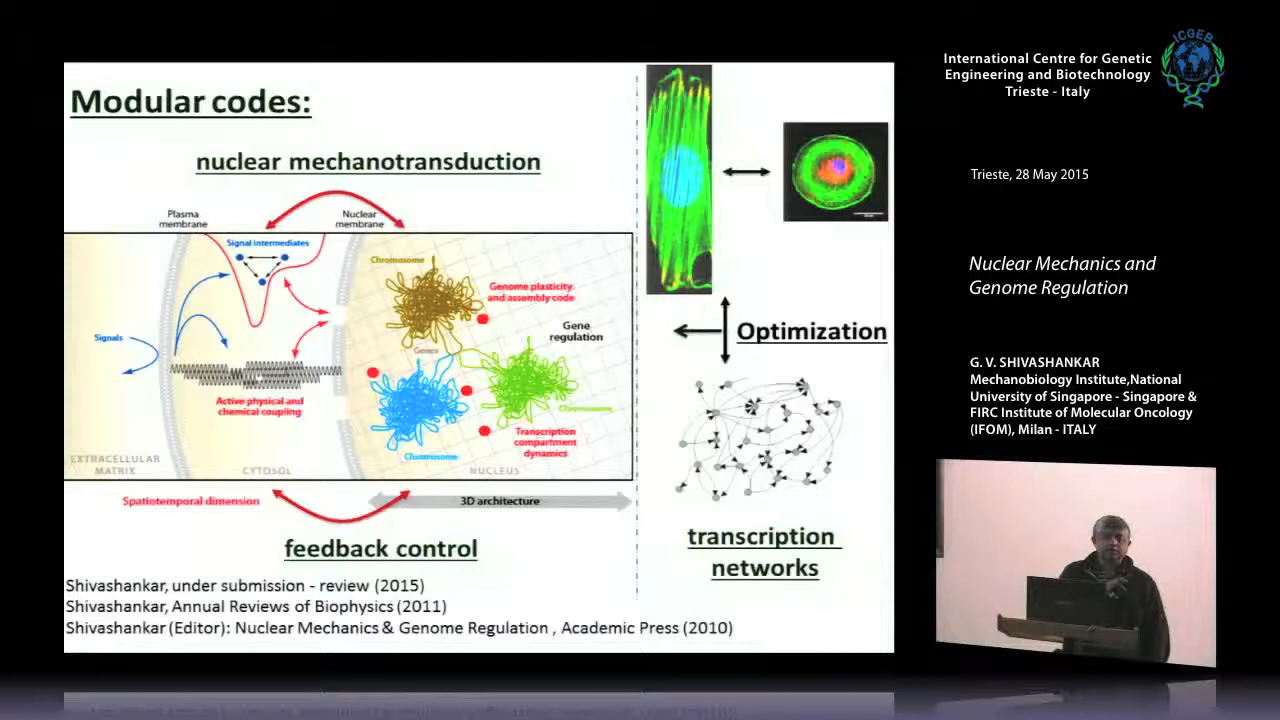 Modular codes:
nuclear mechanotransduction
Plasma
membrane
Nuclear
membrane
Signal intermediates
Chromosome
Genome plasticity
and assembly code
Gene
regulation
Signals
Genes
Active physical and
chemical coupling
Chromosome
Transcription
compartment
dynamics
Chromosome
EXTRACELLULAR
MATRIX
CYTOSOL
NUCLEUS
Spatiotemporal dimension
3D architecture
feedback control
Shivashankar, under submission - review (2015)
Shivashankar, Annual Reviews of Biophysics (2011)
Shivashankar (Editor): Nuclear Mechanics & Genome Regulation , Academic Press (2010)
Optimization
transcription
networks
International Centre for Genetic
Engineering and Biotechnology
Trieste - Italy
ICGEB
Trieste, 28 May 2015
Nuclear Mechanics and
Genome Regulation
G. V. SHIVASHANKAR
Mechanobiology Institute,National
University of Singapore - Singapore &
FIRC Institute of Molecular Oncology
(IFOM), Milan - ITALY